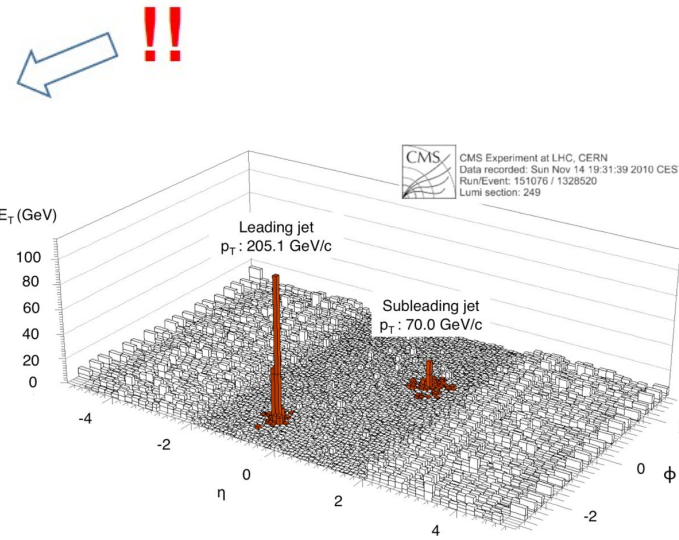 !!
CMS
CMS Experiment at LHC, CERN
Data recorded: Sun Nov 14 19:31:39 2010 CES
Run/Event: 151076 / 1328520
Lumi section: 249
E_T (GeV)
Leading jet
p_T : 205.1 GeV/c
Subleading jet
p_T : 70.0 GeV/c
100
80
60
40
20
0
-4
-2
0
2
4
η
0
-2
ϕ